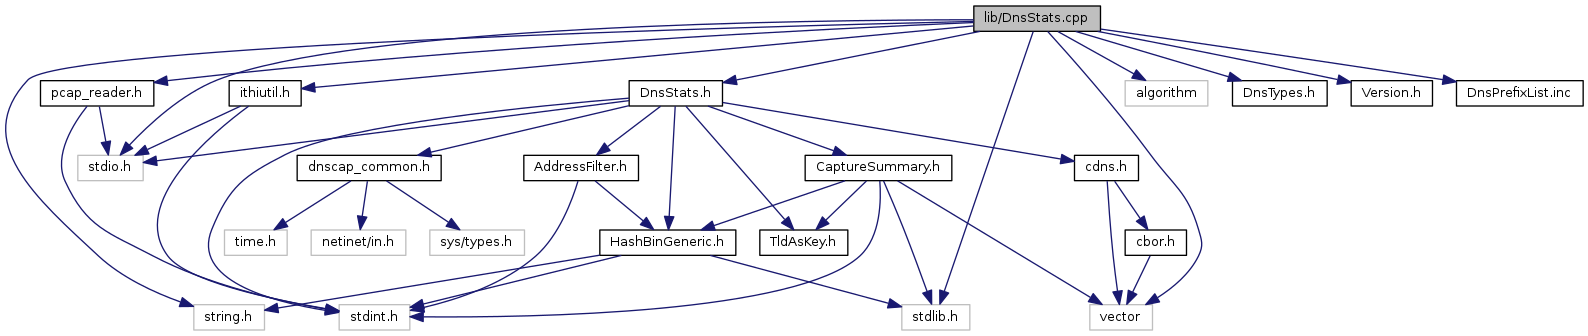 lib/DnsStats.cpp
pcap_reader.h
ithiutil.h
DnsStats.h
algorithm
DnsTypes.h
Version.h
DnsPrefixList.inc
stdio.h
dnscap_common.h
AddressFilter.h
CaptureSummary.h
cdns.h
time.h
netinet/in.h
sys/types.h
HashBinGeneric.h
TldAsKey.h
cbor.h
string.h
stdint.h
stdlib.h
vector